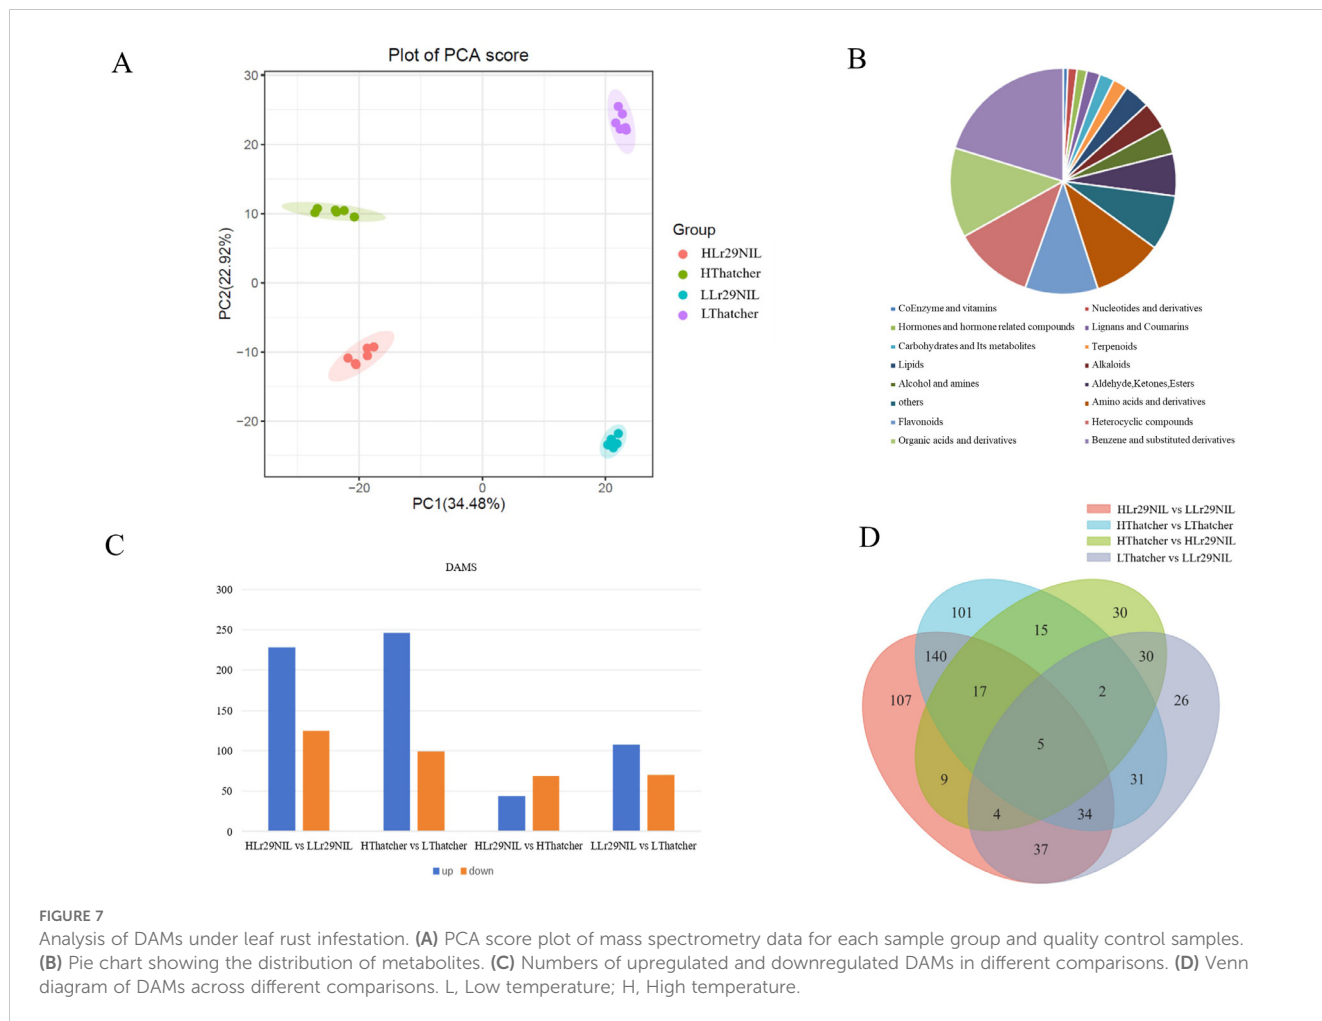 A
Plot of PCA score
30
20
10
0
−10
−20
−20
0
20
PC2(22.92%)
PC1(34.48%)
Group
HLr29NIL
HThatcher
LLr29NIL
LThatcher
B
CoEnzyme and vitamins
Nucleotides and derivatives
Hormones and hormone related compounds
Lignans and Coumarins
Carbohydrates and Its metabolites
Terpenoids
Lipids
Alkaloids
Alcohol and amines
Aldehyde,Ketones,Esters
others
Amino acids and derivatives
Flavonoids
Heterocyclic compounds
Organic acids and derivatives
Benzene and substituted derivatives
C
DAMS
300
250
200
150
100
50
0
HLr29NIL vs LLr29NIL
HThatcher vs LThatcher
HLr29NIL vs HThatcher
LLr29NIL vs LThatcher
up
down
D
HLr29NIL vs LLr29NIL
HThatcher vs LThatcher
HThatcher vs HLr29NIL
LThatcher vs LLr29NIL
101
30
15
140
30
107
17
2
26
5
9
31
4
34
37
FIGURE 7
Analysis of DAMs under leaf rust infestation. (A) PCA score plot of mass spectrometry data for each sample group and quality control samples.
(B) Pie chart showing the distribution of metabolites. (C) Numbers of upregulated and downregulated DAMs in different comparisons. (D) Venn
diagram of DAMs across different comparisons. L, Low temperature; H, High temperature.